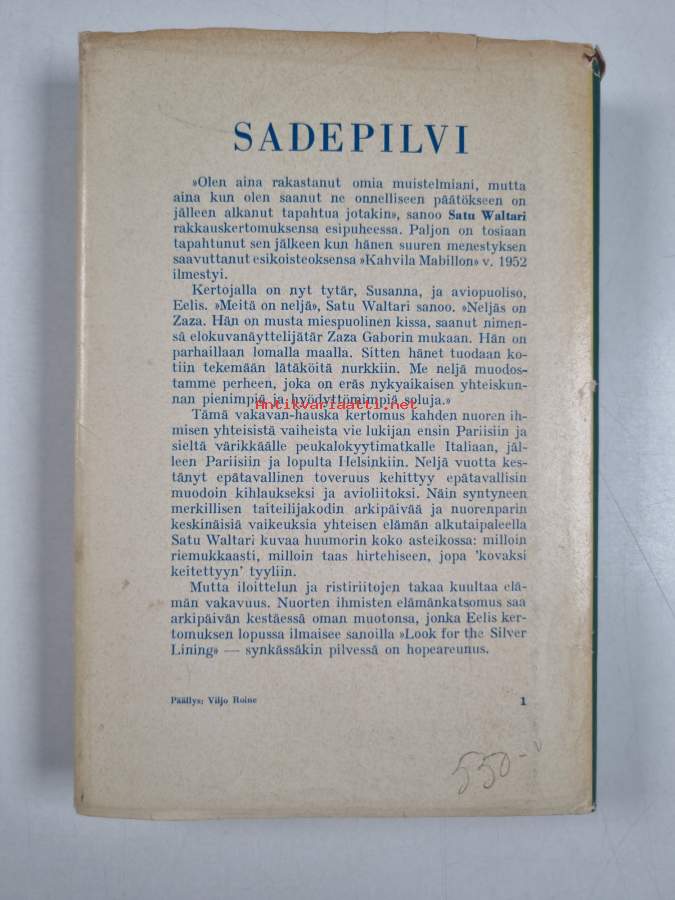 SADEPILVI
»Olen aina rakastanut omia muistelmiani, mutta
aina kun olen saanut ne onnelliseen päätökseen on
jälleen alkanut tapahtua jotakin», sanoo Satu Waltari
rakkauskertomuksensa esipuheessa. Paljon on tosiaan
tapahtunut sen jälkeen kun hänen suuren menestyksen
saavuttanut esikoisteoksensa »Kahvila Mabillon» v. 1952
ilmestyi.
Kertojalla on nyt tytär, Susanna, ja aviopuoliso,
Eelis. »Meitä on neljä», Satu Waltari sanoo. »Neljäs on
Zaza. Hän on musta miespuolinen kissa, saanut nimen-
sä elokuvanäyttelijätär Zaza Gaborin mukaan. Hän on
parhaillaan lomalla maalla. Sitten hänet tuodaan ko-
tiin tekemään lätäköitä nurkkiin. Me neljä muodos-
tamme perheen, joka on eräs nykyaikaisen yhteiskun-
nan pienimpiä ja hyödyttömimpiä soluja.»
Antikvariaatti.net
Tämä vakavan-hauska kertomus kahden nuoren ih-
misen yhteisistä vaiheista vie lukijan ensin Pariisiin ja
sieltä värikkäälle peukalokyytimatkalle Italiaan, jäl-
leen Pariisiin ja lopulta Helsinkiin. Neljä vuotta kes-
tänyt epätavallinen toveruus kehittyy epätavallisin
muodoin kihlaukseksi ja avioliitoksi. Näin syntyneen
merkillisen taiteilijakodin arkipäivää ja nuorenparin
keskinäisiä vaikeuksia yhteisen elämän alkutaipaleella
Satu Waltari kuvaa huumorin koko asteikossa: milloin
riemukkaasti, milloin taas hirtehiseen, jopa 'kovaksi
keitettyyn' tyyliin.
Mutta iloittelun ja ristiriitojen takaa kuultaa elä-
män vakavuus. Nuorten ihmisten elämänkatsomus saa
arkipäivän kestäessä oman muotonsa, jonka Eelis ker-
tomuksen lopussa ilmaisee sanoilla »Look for the Silver
Lining» — synkässäkin pilvessä on hopeareunus.
Päällys: Viljo Roine 1
550-